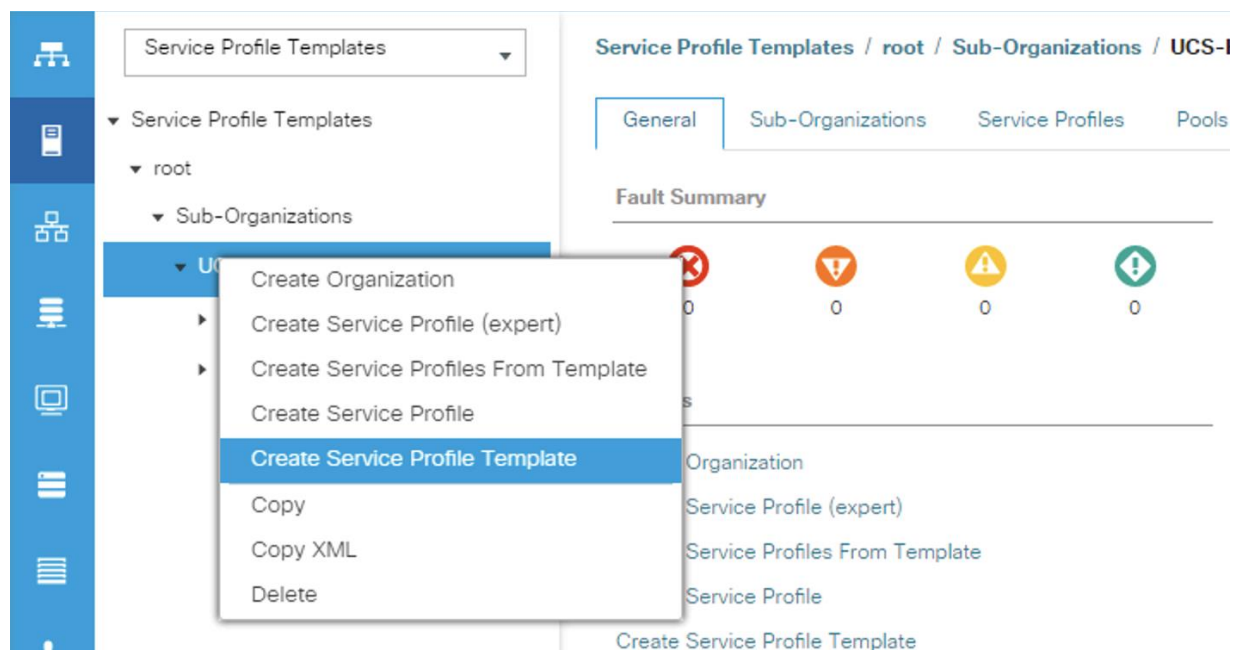 Service Profile Templates
Service Profile Templates
root
Sub-Organizations
Create Organization
Create Service Profile (expert)
Create Service Profiles From Template
Create Service Profile
Create Service Profile Template
Copy
Copy XML
Delete
Service Profile Templates / root / Sub-Organizations /
General Sub-Organizations Service Profiles Pools
Fault Summary
0 0 0 0
Organization
Service Profile (expert)
Service Profiles From Template
Service Profile
Create Service Profile Template